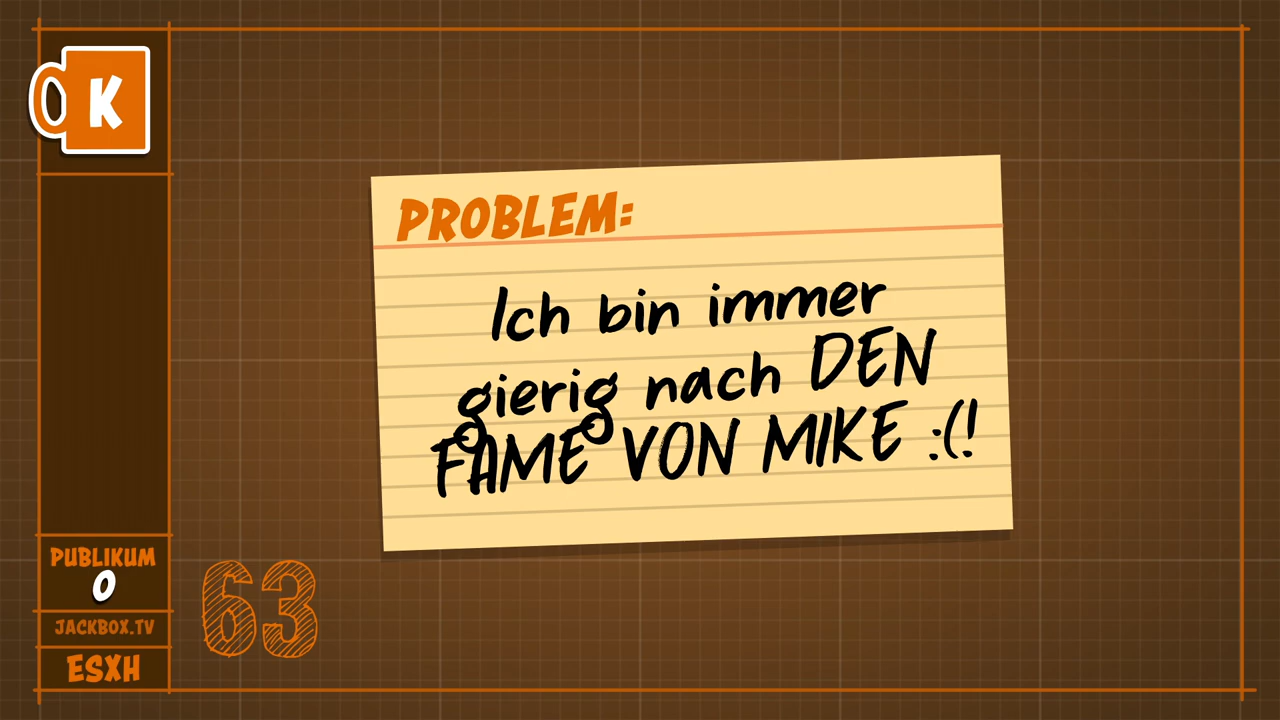 K
PROBLEM:
Ich bin immer
gierig nach DEN
FAME VON MIKE :(!
PUBLIKUM
0
63
JACKBOX.TV
ESXH